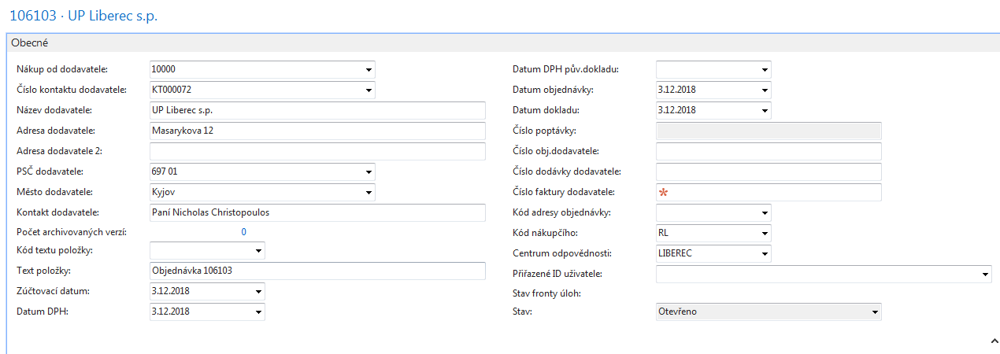 106103 · UP Liberec s.p.
Obecné
Nákup od dodavatele: 10000
Číslo kontaktu dodavatele: KT000072
Název dodavatele: UP Liberec s.p.
Adresa dodavatele: Masarykova 12
Adresa dodavatele 2:
PSČ dodavatele: 697 01
Město dodavatele: Kyjov
Kontakt dodavatele: Paní Nicholas Christopoulos
Počet archivovaných verzí: 0
Kód textu položky:
Text položky: Objednávka 106103
Zúčtovací datum: 3.12.2018
Datum DPH: 3.12.2018
Datum DPH pův.dokladu:
Datum objednávky: 3.12.2018
Datum dokladu: 3.12.2018
Číslo poptávky:
Číslo obj.dodavatele:
Číslo dodávky dodavatele:
Číslo faktury dodavatele: *
Kód adresy objednávky:
Kód nákupčího: RL
Centrum odpovědnosti: LIBEREC
Přiřazené ID uživatele:
Stav fronty úloh:
Stav: Otevřeno